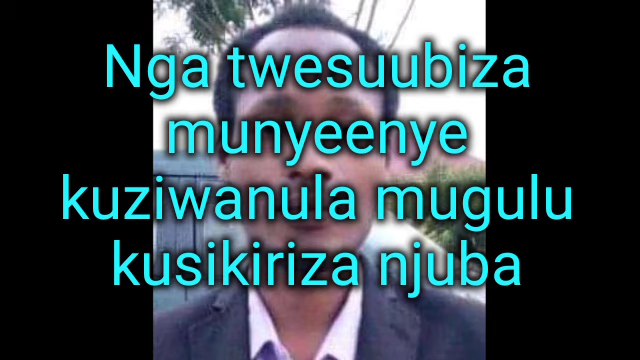 Nga twesuubiza
munyeenye
kuziwanula mugulu
kusikiriza njuba